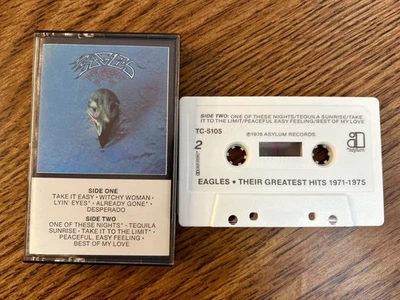 Eagles
SIDE ONE
TAKE IT EASY • WITCHY WOMAN •
LYIN' EYES* • ALREADY GONE* •
DESPERADO
SIDE TWO
ONE OF THESE NIGHTS* • TEQUILA
SUNRISE • TAKE IT TO THE LIMIT* •
PEACEFUL, EASY FEELING •
BEST OF MY LOVE
SIDE TWO: ONE OF THESE NIGHTS/TEQUILA SUNRISE/TAKE
IT TO THE LIMIT/PEACEFUL EASY FEELING/BEST OF MY LOVE
TC-5105
℗1976 ASYLUM RECORDS
2
asylum
EAGLES • THEIR GREATEST HITS 1971-1975